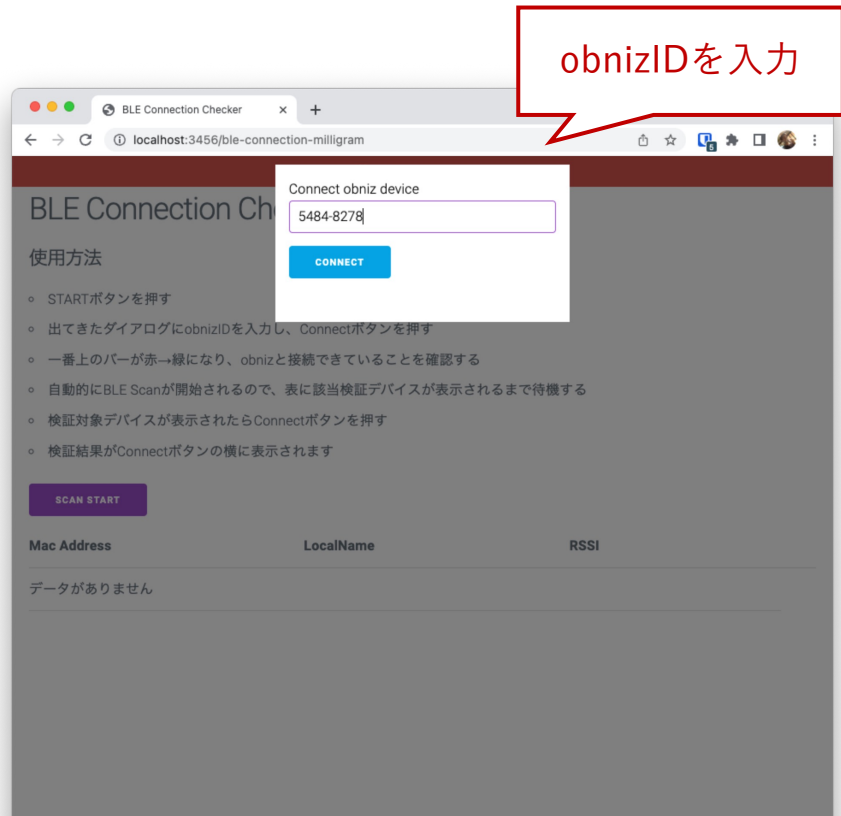 obnizIDを入力
BLE Connection Checker
localhost:3456/ble-connection-milligram
5
Connect obniz device
5484-8278
CONNECT
BLE Connection Ch
使用方法
STARTボタンを押す
出てきたダイアログにobnizIDを入力し、Connectボタンを押す
一番上のバーが赤→緑になり、obnizと接続できていることを確認する
自動的にBLE Scanが開始されるので、表に該当検証デバイスが表示されるまで待機する
検証対象デバイスが表示されたらConnectボタンを押す
検証結果がConnectボタンの横に表示されます
SCAN START
Mac Address LocalName RSSI
データがありません